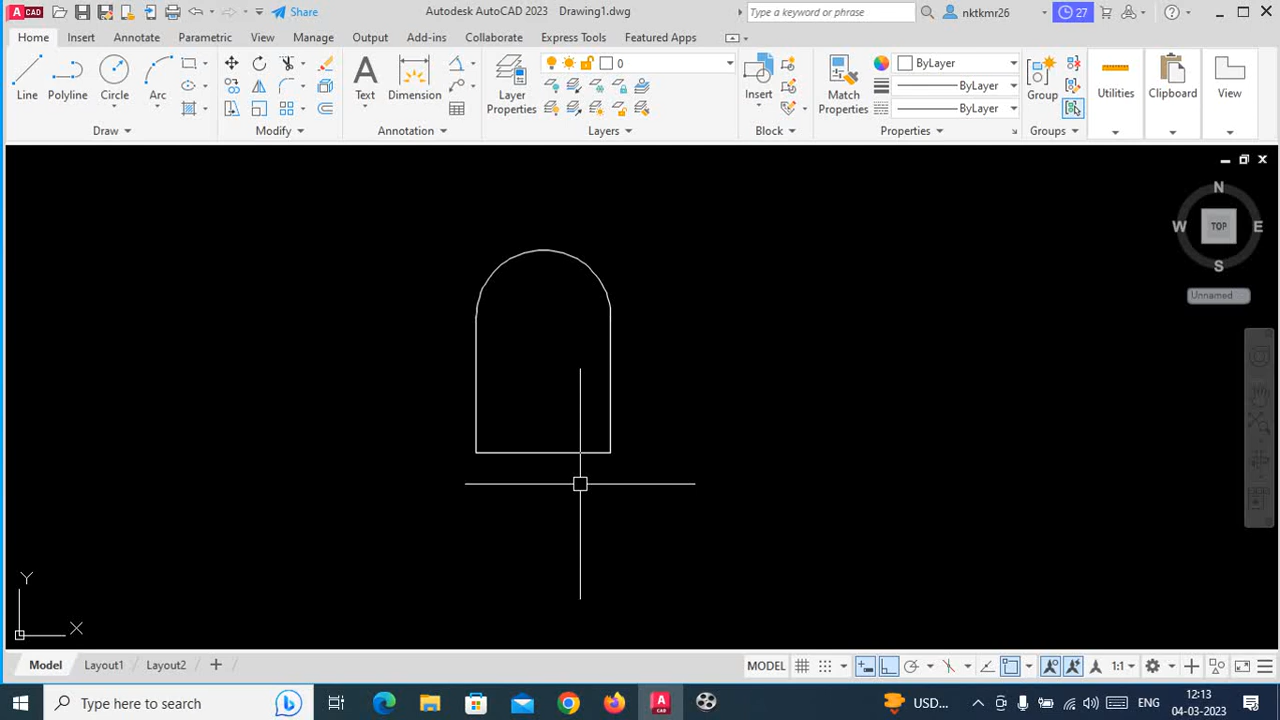 CAD Share Autodesk AutoCAD 2023 Drawing1.dwg Type a keyword or phrase nktkmr26 27
Home Insert Annotate Parametric View Manage Output Add-ins Collaborate Express Tools Featured Apps
Line Polyline Circle Arc Text Dimension Layer Properties 0 Insert Match Properties ByLayer Group Utilities Clipboard View
ByLayer
ByLayer
Draw Modify Annotation Layers Block Properties Groups
N
W TOP E
S
Unnamed
Y
X
Model Layout1 Layout2 + MODEL 1:1
Type here to search USD... ENG 12:13
04-03-2023